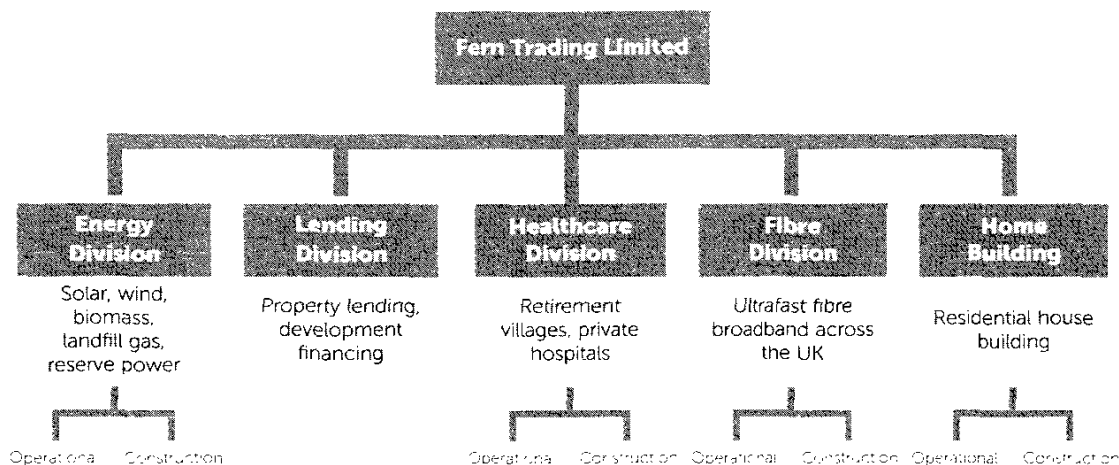 Fern Trading Limited
Energy
Division
Lending
Division
Healthcare
Division
Fibre
Division
Home
Building
Solar, wind,
biomass,
landfill gas,
reserve power
Property lending,
development
financing
Retirement
villages, private
hospitals
Ultrafast fibre
broadband across
the UK
Residential house
building
Operational Construction Operational Construction Operational Construction Operational Construction